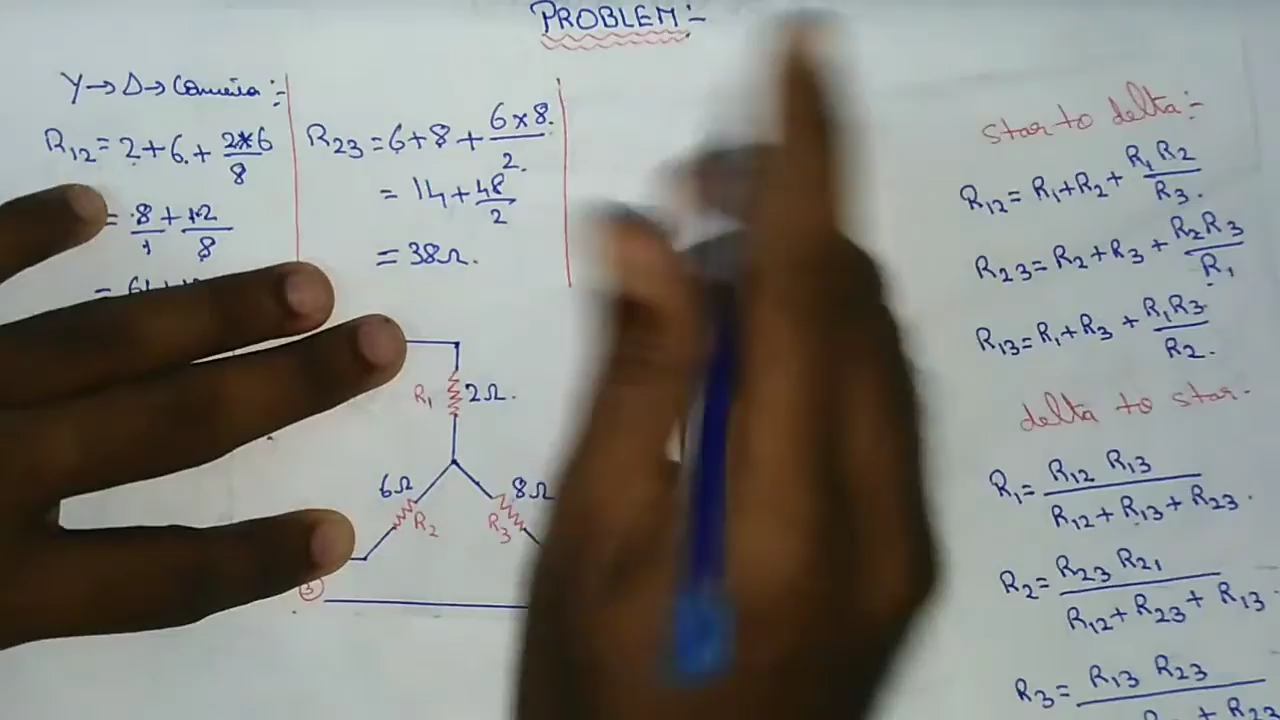 PROBLEM:-
Y→Δ→
R12 = 2+6+ 2*6/8
= 8/1 + 12/8
R23 = 6+8+ 6×8/2
= 14+ 48/2
= 38Ω.
R1 2Ω.
6Ω R2
R3 8Ω
3
star to delta:-
R12 = R1+R2+ R1R2/R3.
R23 = R2+R3+ R2R3/R1
R13 = R1+R3+ R1R3/R2.
delta to star.
R1 = R12 R13 / R12+R13+R23.
R2 = R23 R21 / R12+R23+R13.
R3 = R13 R23